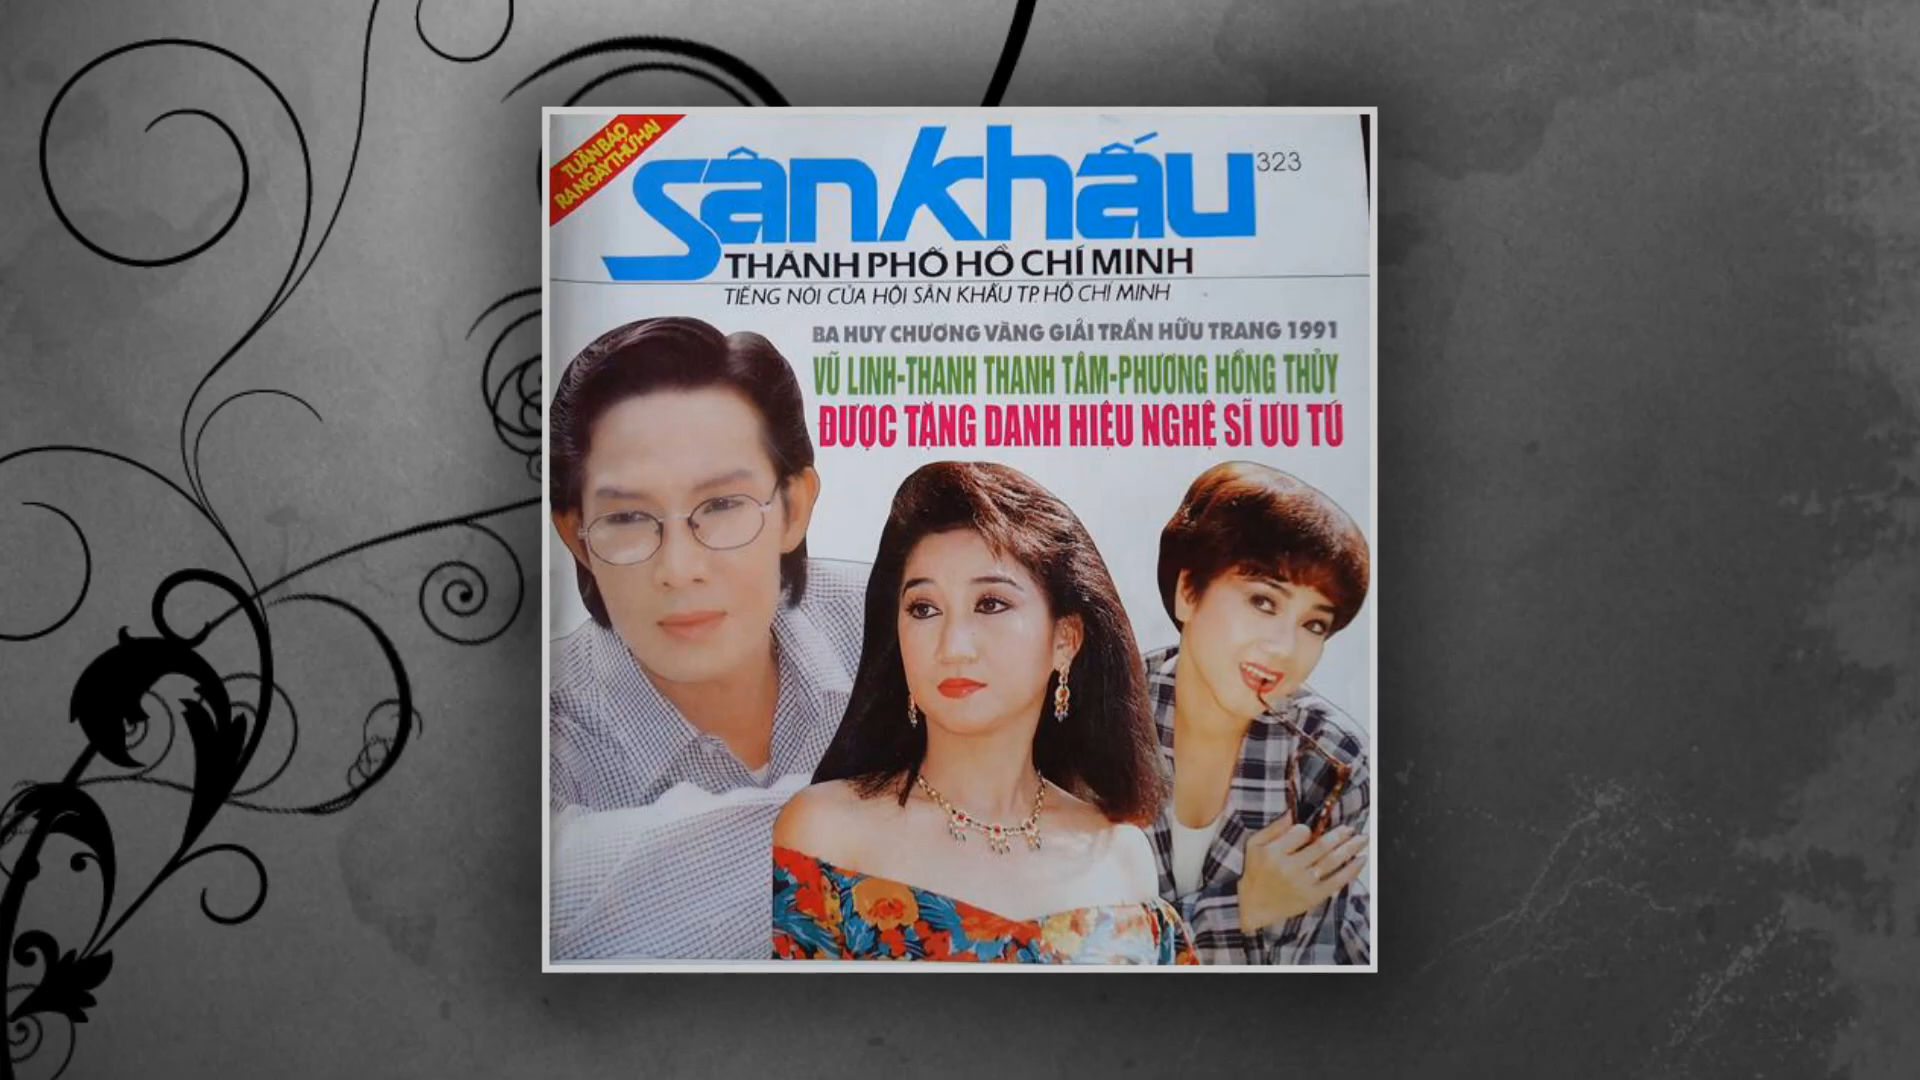 TUẦN BÁO
RA NGÀY THỨ HAI
Sân khấu
323
THÀNH PHỐ HỒ CHÍ MINH
TIẾNG NÓI CỦA HỘI SÂN KHẤU TP. HỒ CHÍ MINH
BA HUY CHƯƠNG VÀNG GIẢI TRẦN HỮU TRANG 1991
VŨ LINH-THANH THANH TÂM-PHƯƠNG HỒNG THỦY
ĐƯỢC TẶNG DANH HIỆU NGHỆ SĨ ƯU TÚ